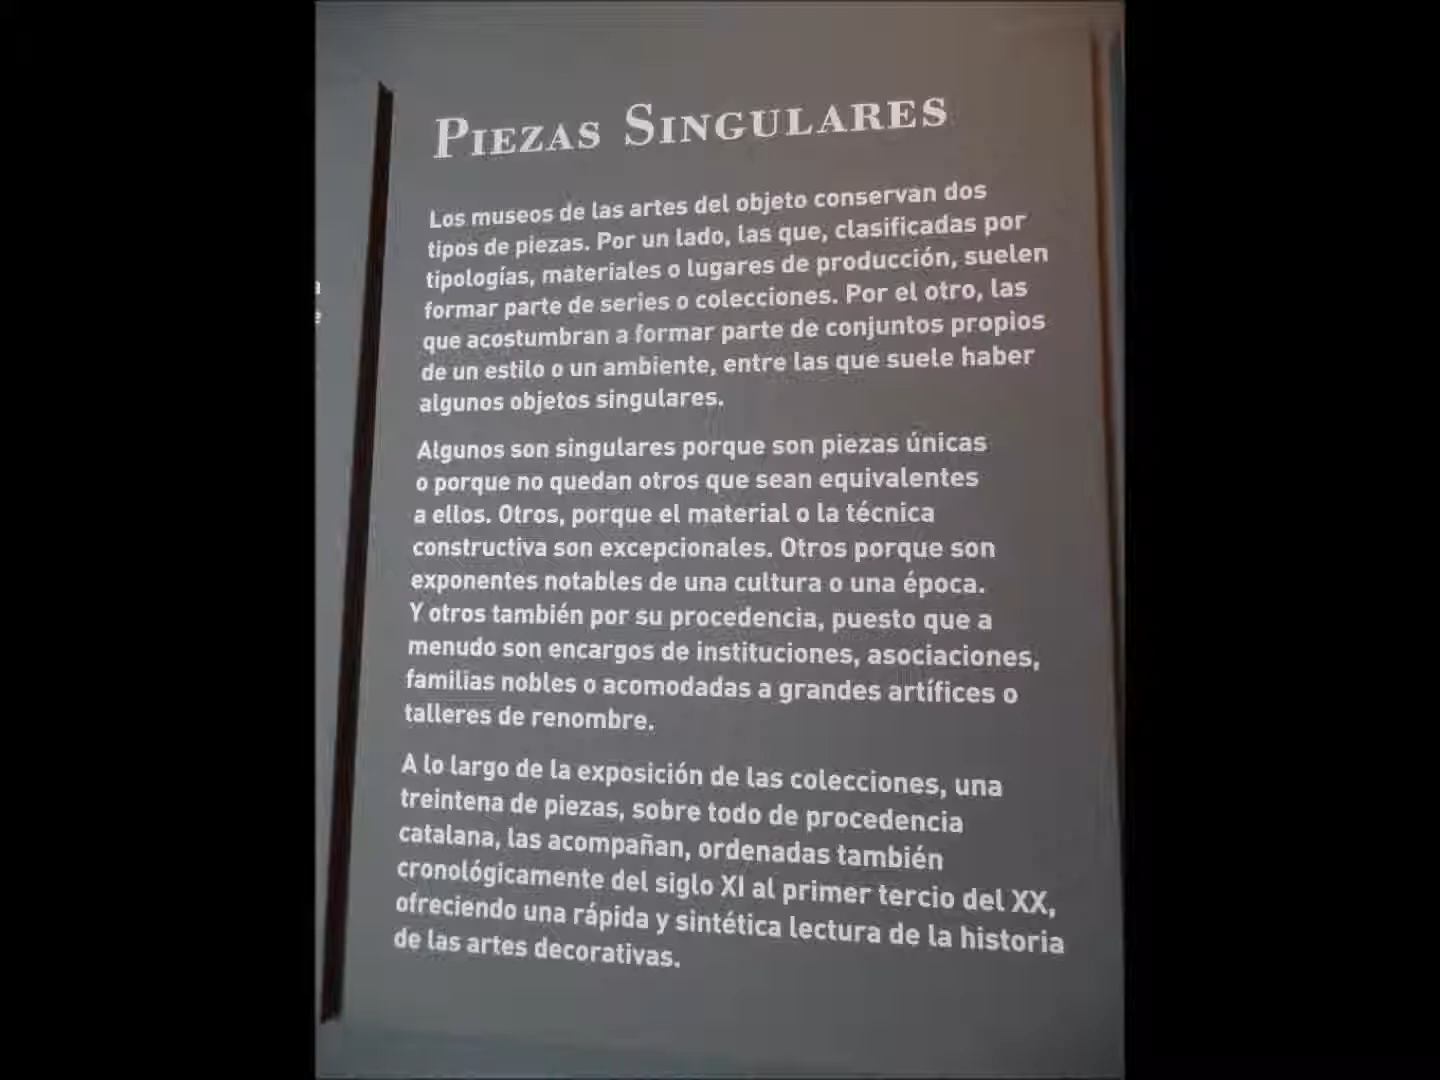 PIEZAS SINGULARES
Los museos de las artes del objeto conservan dos
tipos de piezas. Por un lado, las que, clasificadas por
tipologías, materiales o lugares de producción, suelen
formar parte de series o colecciones. Por el otro, las
que acostumbran a formar parte de conjuntos propios
de un estilo o un ambiente, entre las que suele haber
algunos objetos singulares.
Algunos son singulares porque son piezas únicas
o porque no quedan otros que sean equivalentes
a ellos. Otros, porque el material o la técnica
constructiva son excepcionales. Otros porque son
exponentes notables de una cultura o una época.
Y otros también por su procedencia, puesto que a
menudo son encargos de instituciones, asociaciones,
familias nobles o acomodadas a grandes artífices o
talleres de renombre.
A lo largo de la exposición de las colecciones, una
treintena de piezas, sobre todo de procedencia
catalana, las acompañan, ordenadas también
cronológicamente del siglo XI al primer tercio del XX,
ofreciendo una rápida y sintética lectura de la historia
de las artes decorativas.